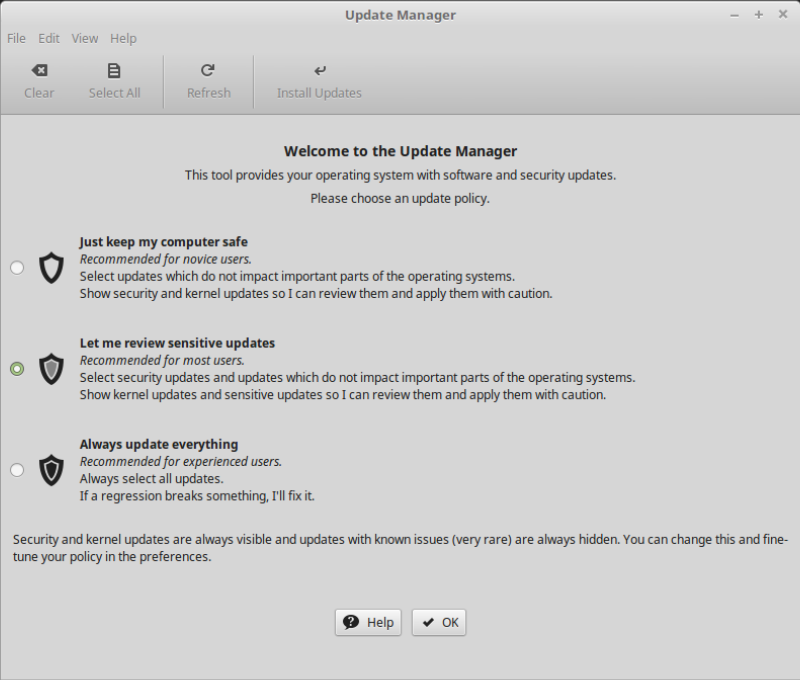 Update Manager
File Edit View Help
Clear Select All Refresh Install Updates
Welcome to the Update Manager
This tool provides your operating system with software and security updates.
Please choose an update policy.
Just keep my computer safe
Recommended for novice users.
Select updates which do not impact important parts of the operating systems.
Show security and kernel updates so I can review them and apply them with caution.
Let me review sensitive updates
Recommended for most users.
Select security updates and updates which do not impact important parts of the operating systems.
Show kernel updates and sensitive updates so I can review them and apply them with caution.
Always update everything
Recommended for experienced users.
Always select all updates.
If a regression breaks something, I'll fix it.
Security and kernel updates are always visible and updates with known issues (very rare) are always hidden. You can change this and fine-
tune your policy in the preferences.
Help OK